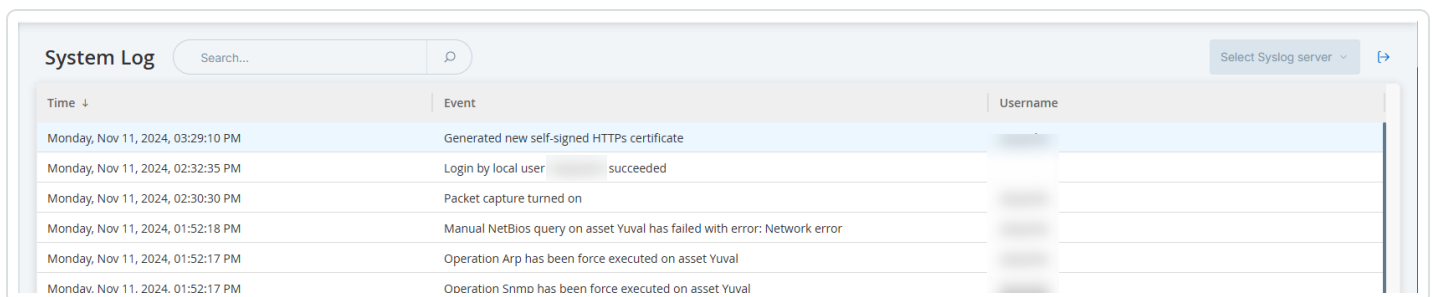 System Log Search... Select Syslog server
Time ↓ Event Username
Monday, Nov 11, 2024, 03:29:10 PM Generated new self-signed HTTPs certificate
Monday, Nov 11, 2024, 02:32:35 PM Login by local user succeeded
Monday, Nov 11, 2024, 02:30:30 PM Packet capture turned on
Monday, Nov 11, 2024, 01:52:18 PM Manual NetBios query on asset Yuval has failed with error: Network error
Monday, Nov 11, 2024, 01:52:17 PM Operation Arp has been force executed on asset Yuval
Monday, Nov 11, 2024, 01:52:17 PM Operation Snmp has been force executed on asset Yuval